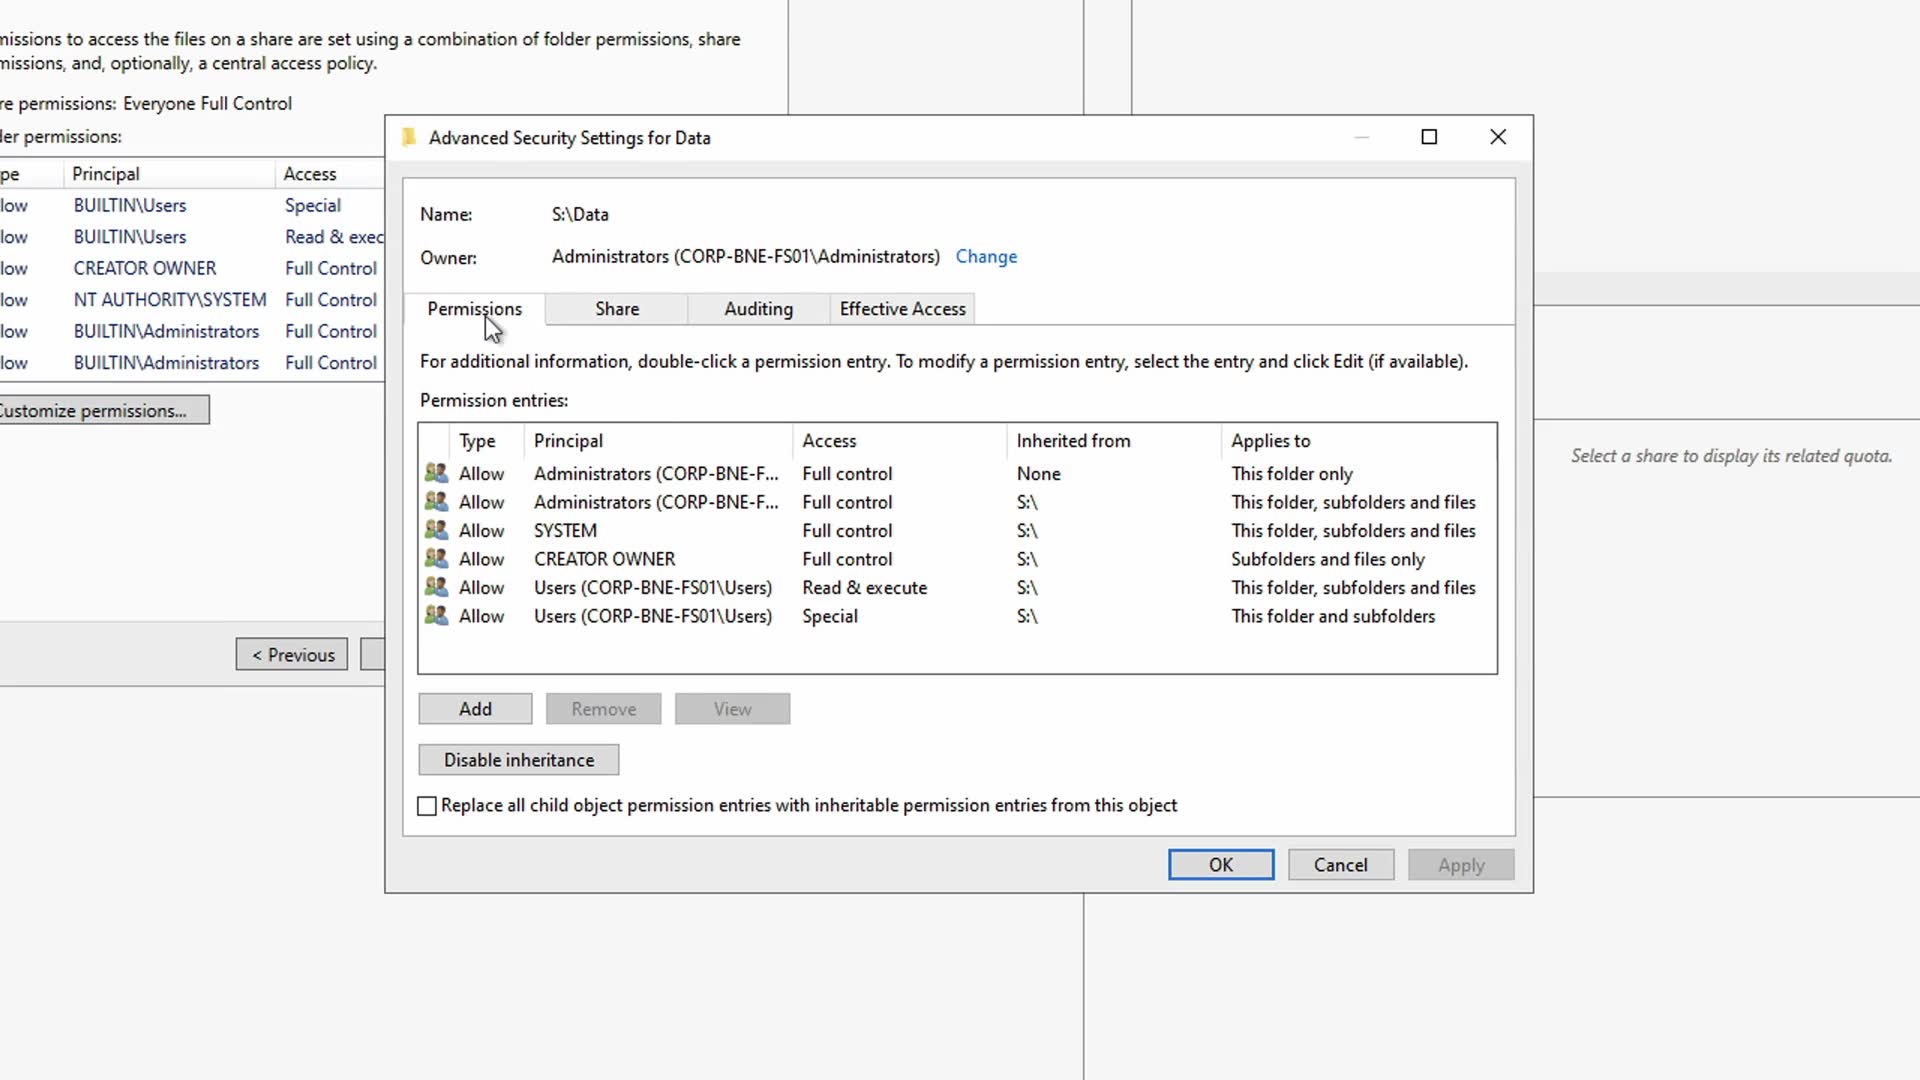 missions to access the files on a share are set using a combination of folder permissions, share
missions, and, optionally, a central access policy.
re permissions: Everyone Full Control
der permissions:
pe Principal Access
low BUILTIN\Users Special
low BUILTIN\Users Read & exec
low CREATOR OWNER Full Control
low NT AUTHORITY\SYSTEM Full Control
low BUILTIN\Administrators Full Control
low BUILTIN\Administrators Full Control
Customize permissions...
< Previous
Advanced Security Settings for Data
Name: S:\Data
Owner: Administrators (CORP-BNE-FS01\Administrators) Change
Permissions Share Auditing Effective Access
For additional information, double-click a permission entry. To modify a permission entry, select the entry and click Edit (if available).
Permission entries:
Type Principal Access Inherited from Applies to
Allow Administrators (CORP-BNE-F... Full control None This folder only
Allow Administrators (CORP-BNE-F... Full control S:\ This folder, subfolders and files
Allow SYSTEM Full control S:\ This folder, subfolders and files
Allow CREATOR OWNER Full control S:\ Subfolders and files only
Allow Users (CORP-BNE-FS01\Users) Read & execute S:\ This folder, subfolders and files
Allow Users (CORP-BNE-FS01\Users) Special S:\ This folder and subfolders
Add Remove View
Disable inheritance
Replace all child object permission entries with inheritable permission entries from this object
OK Cancel Apply
Select a share to display its related quota.